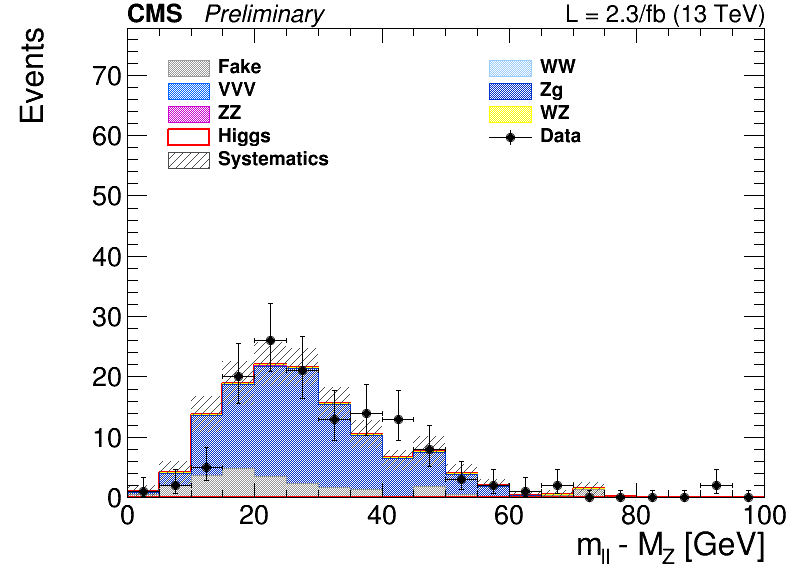 CMS Preliminary L = 2.3/fb (13 TeV)
Events
70
60
50
40
30
20
10
0
Fake
VVV
ZZ
Higgs
Systematics
WW
Zg
WZ
Data
0 20 40 60 80 100
m_ll - M_Z [GeV]